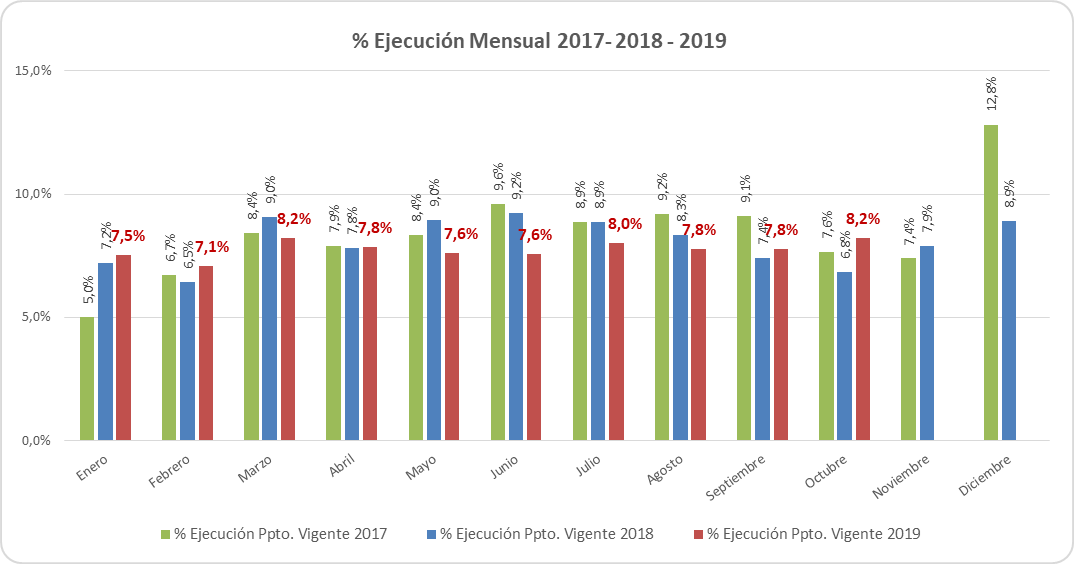 % Ejecución Mensual 2017- 2018 - 2019
15,0%
10,0%
5,0%
0,0%
5,0%
7,2%
7,5%
6,7%
6,5%
7,1%
8,4%
9,0%
8,2%
7,9%
7,8%
7,8%
8,4%
9,0%
7,6%
9,6%
9,2%
7,6%
8,9%
8,9%
8,0%
9,2%
8,3%
7,8%
9,1%
7,4%
7,8%
7,6%
6,8%
8,2%
7,4%
7,9%
12,8%
8,9%
Enero
Febrero
Marzo
Abril
Mayo
Junio
Julio
Agosto
Septiembre
Octubre
Noviembre
Diciembre
% Ejecución Ppto. Vigente 2017
% Ejecución Ppto. Vigente 2018
% Ejecución Ppto. Vigente 2019